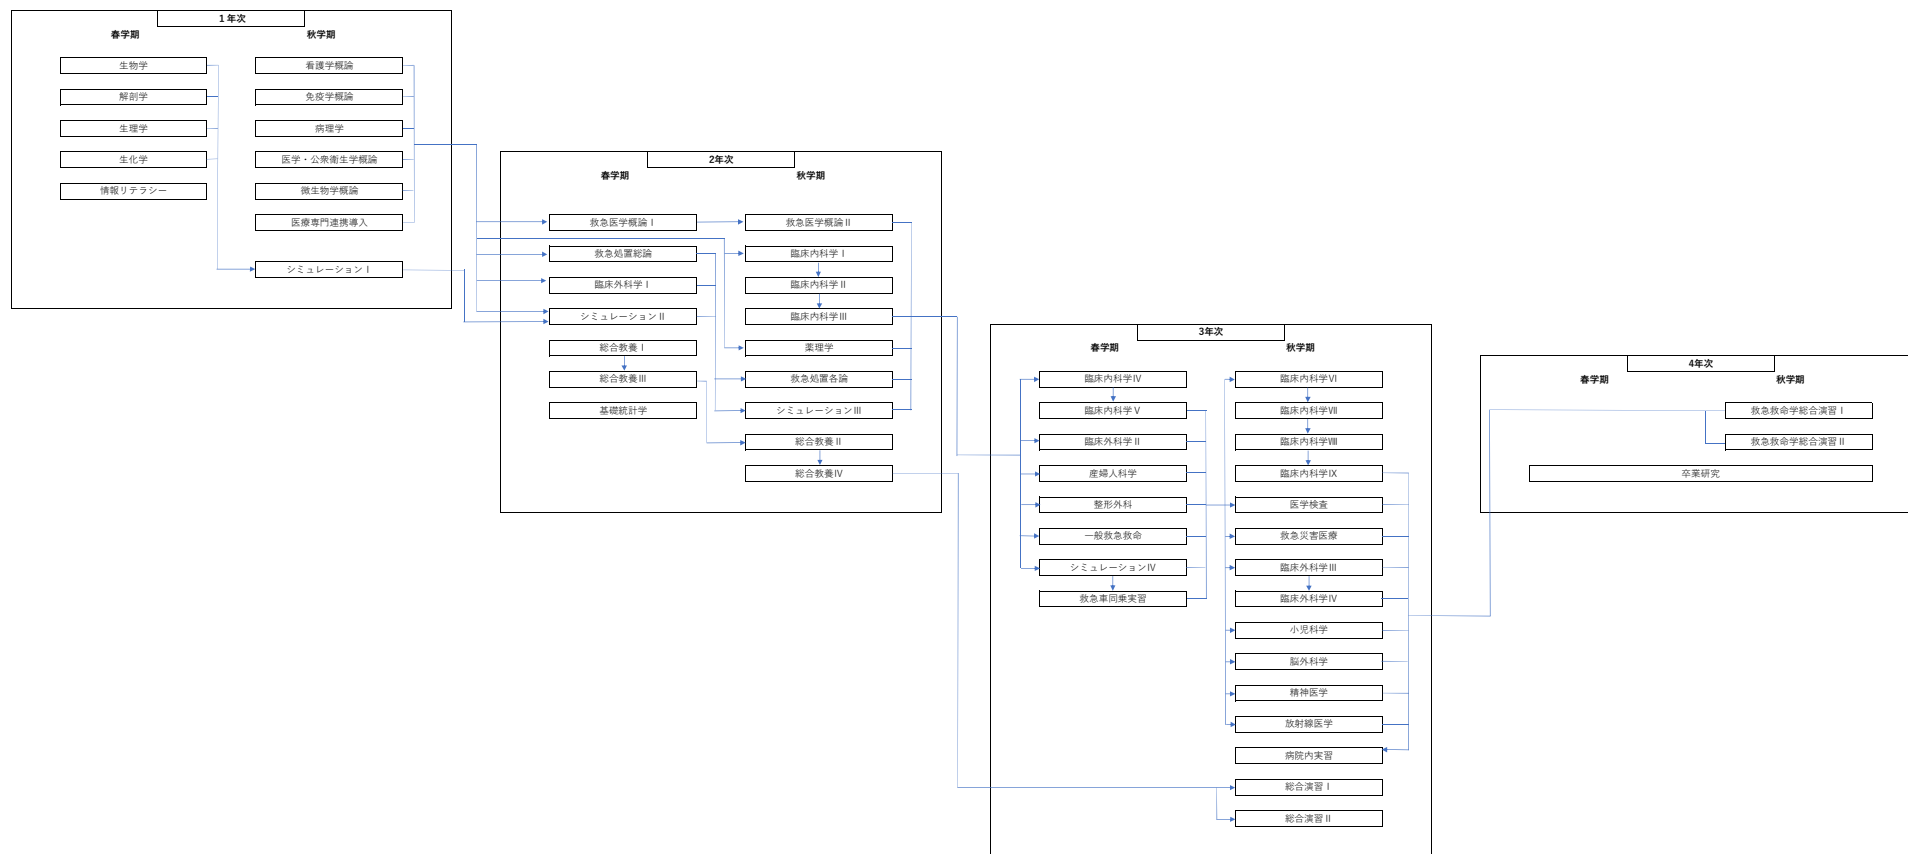 1 年次
春学期
秋学期
生物学
解剖学
生理学
生化学
情報リテラシー
看護学概論
免疫学概論
病理学
医学・公衆衛生学概論
微生物学概論
医療専門連携導入
シミュレーションⅠ
2年次
春学期
秋学期
救急医学概論Ⅰ
救急処置総論
臨床外科学Ⅰ
シミュレーションⅡ
総合教養Ⅰ
総合教養Ⅲ
基礎統計学
救急医学概論Ⅱ
臨床内科学Ⅰ
臨床内科学Ⅱ
臨床内科学Ⅲ
薬理学
救急処置各論
シミュレーションⅢ
総合教養Ⅱ
総合教養Ⅳ
3年次
春学期
秋学期
臨床内科学Ⅳ
臨床内科学Ⅴ
臨床外科学Ⅱ
産婦人科学
整形外科
一般救急救命
シミュレーションⅣ
救急車同乗実習
臨床内科学Ⅵ
臨床内科学Ⅶ
臨床内科学Ⅷ
臨床内科学Ⅸ
医学検査
救急災害医療
臨床外科学Ⅲ
臨床外科学Ⅳ
小児科学
脳外科学
精神医学
放射線医学
病院内実習
総合演習Ⅰ
総合演習Ⅱ
4年次
春学期
秋学期
救急救命学総合演習Ⅰ
救急救命学総合演習Ⅱ
卒業研究